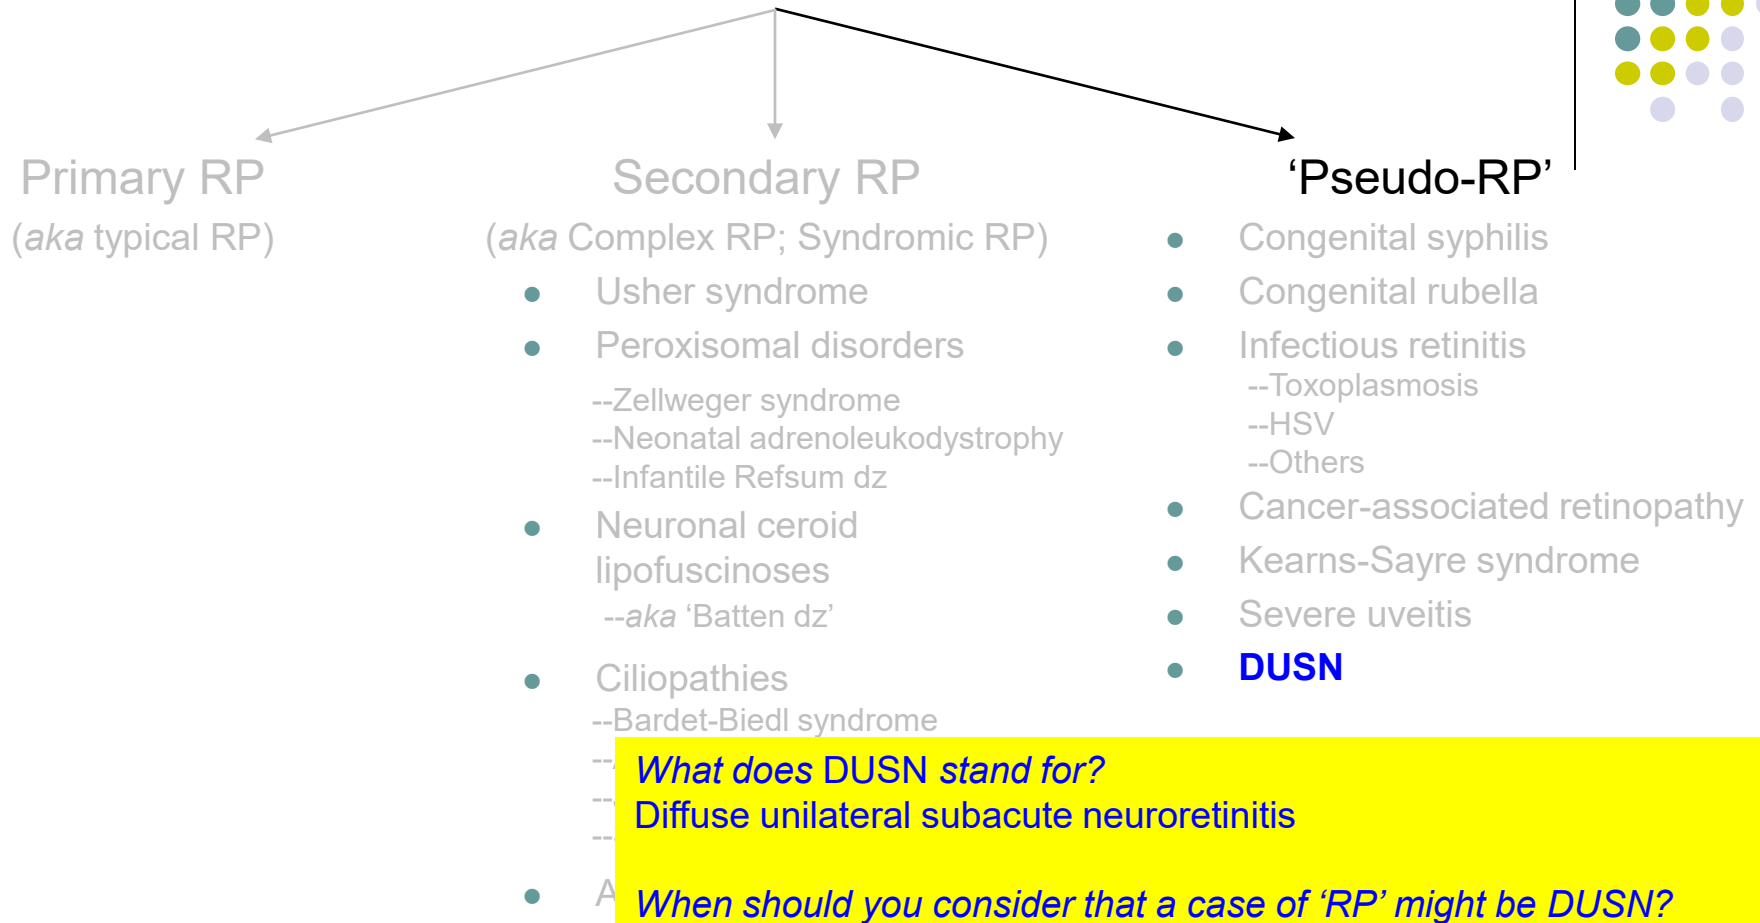 Primary RP
(aka typical RP)
Secondary RP
(aka Complex RP; Syndromic RP)
● Usher syndrome
● Peroxisomal disorders
--Zellweger syndrome
--Neonatal adrenoleukodystrophy
--Infantile Refsum dz
● Neuronal ceroid
lipofuscinoses
--aka ‘Batten dz’
● Ciliopathies
--Bardet-Biedl syndrome
--
--
--
● A
‘Pseudo-RP’
● Congenital syphilis
● Congenital rubella
● Infectious retinitis
--Toxoplasmosis
--HSV
--Others
● Cancer-associated retinopathy
● Kearns-Sayre syndrome
● Severe uveitis
● DUSN
What does DUSN stand for?
Diffuse unilateral subacute neuroretinitis
When should you consider that a case of ‘RP’ might be DUSN?